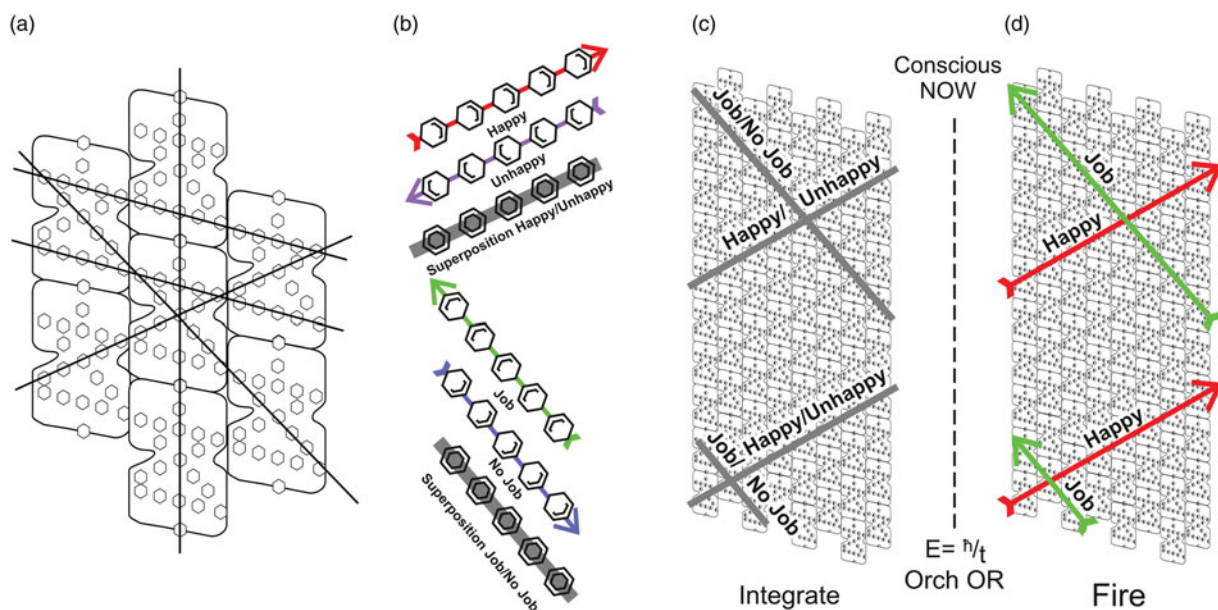 (a)
(b)
Happy
Unhappy
Superposition Happy/Unhappy
Job
No Job
Superposition Job/No Job
(c)
Job/No Job
Happy/ Unhappy
Job/ No Job
Happy/Unhappy
Integrate
Conscious
NOW
E= ħ/t
Orch OR
(d)
Job
Happy
Happy
Job
Fire